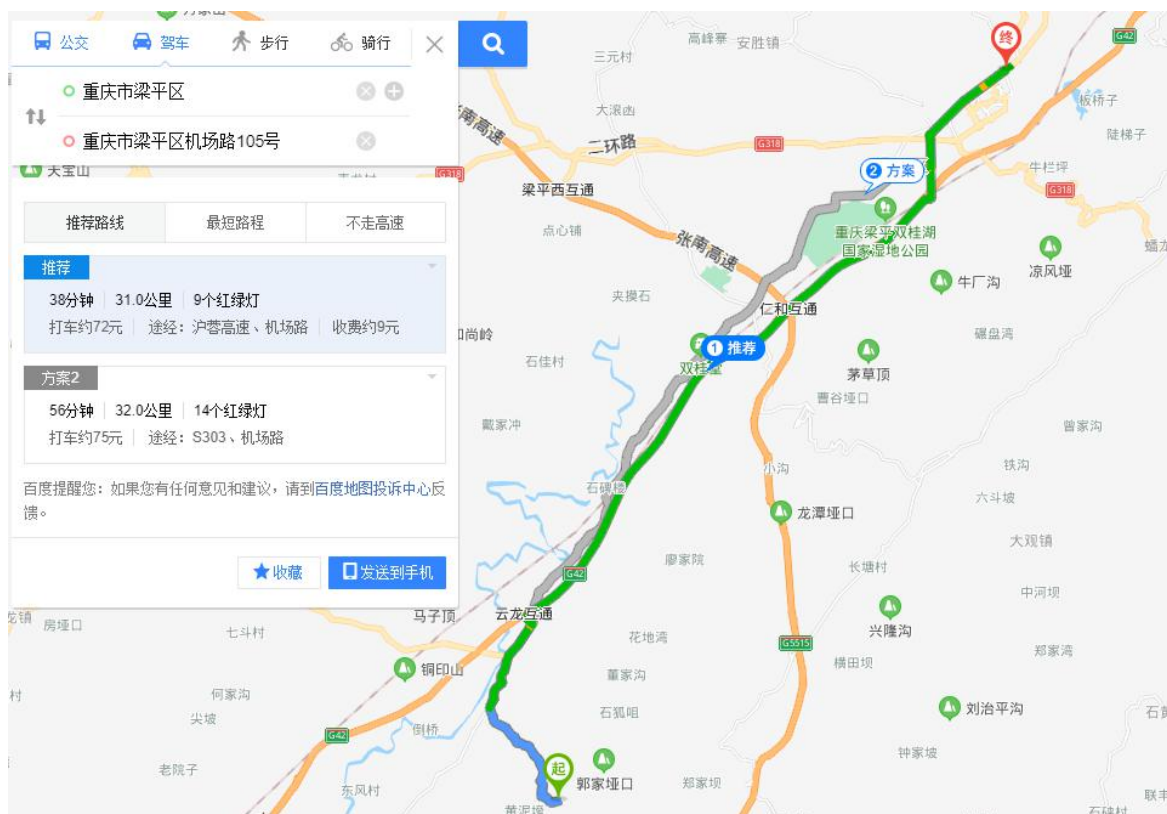 公交
驾车
步行
骑行
重庆市梁平区
重庆市梁平区机场路105号
天宝山
G318
推荐路线
最短路程
不走高速
推荐
38分钟 31.0公里 9个红绿灯
打车约72元 途经：沪蓉高速、机场路 收费约9元
方案2
56分钟 32.0公里 14个红绿灯
打车约75元 途经：S303、机场路
百度提醒您：如果您有任何意见和建议，请到百度地图投诉中心反
馈。
收藏
发送到手机
终
G42
高峰寨
安胜镇
三元村
板桥子
大滚凼
陡梯子
二环路
G318
2 方案
牛栏坪
G318
梁平西互通
点心铺
重庆梁平双桂湖
国家湿地公园
张南高速
凉风垭
牛厂沟
夹摸石
仁和互通
碾盘湾
1 推荐
石佳村
双桂堂
茅草顶
曹谷垭口
戴家冲
曾家沟
小沟
铁沟
石碑楼
六斗坡
龙潭垭口
大观镇
廖家院
长塘村
G42
中河坝
马子顶
云龙互通
兴隆沟
房垭口
七斗村
花地湾
G5515
郑家湾
横田坝
铜印山
董家沟
何家沟
尖坡
石狐咀
刘治平沟
倒桥
G42
钟家坡
老院子
起
郭家垭口
郑家坝
东风村
黄泥塆